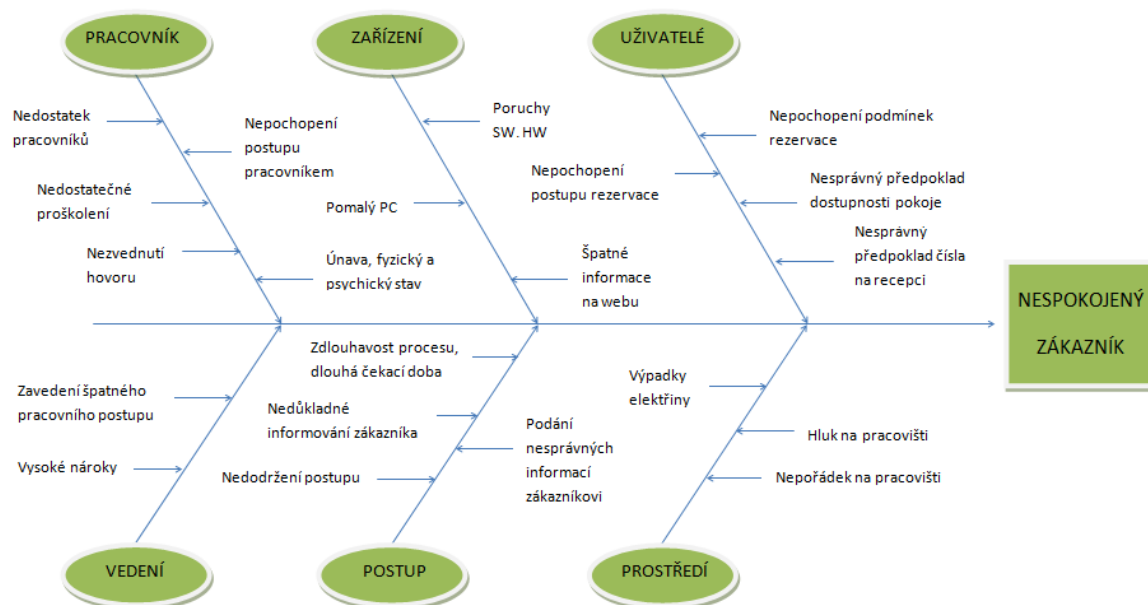 PRACOVNÍK
ZAŘÍZENÍ
UŽIVATELÉ
Nedostatek
pracovníků
Nepochopení
postupu
pracovníkem
Nedostatečné
proškolení
Nezvednutí
hovoru
Únava, fyzický a
psychický stav
Poruchy
SW. HW
Pomalý PC
Špatné
informace
na webu
Nepochopení podmínek
rezervace
Nepochopení
postupu rezervace
Nesprávný předpoklad
dostupnosti pokoje
Nesprávný
předpoklad čísla
na recepci
NESPOKOJENÝ
ZÁKAZNÍK
Zavedení špatného
pracovního postupu
Vysoké nároky
Zdlouhavost procesu,
dlouhá čekací doba
Nedůkladné
informování zákazníka
Podání
nesprávných
informací
zákazníkovi
Nedodržení postupu
Výpadky
elektřiny
Hluk na pracovišti
Nepořádek na pracovišti
VEDENÍ
POSTUP
PROSTŘEDÍ